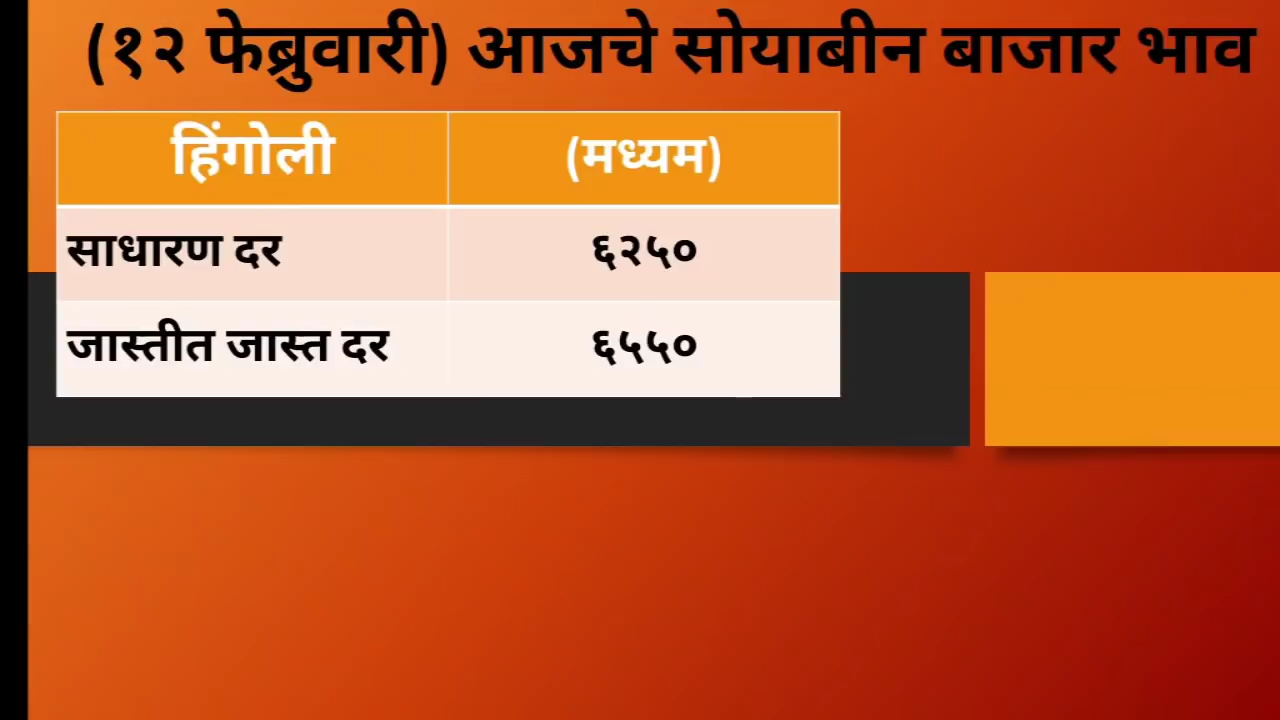 (१२ फेब्रुवारी) आजचे सोयाबीन बाजार भाव
हिंगोली (मध्यम)
साधारण दर ६२५०
जास्तीत जास्त दर ६५५०